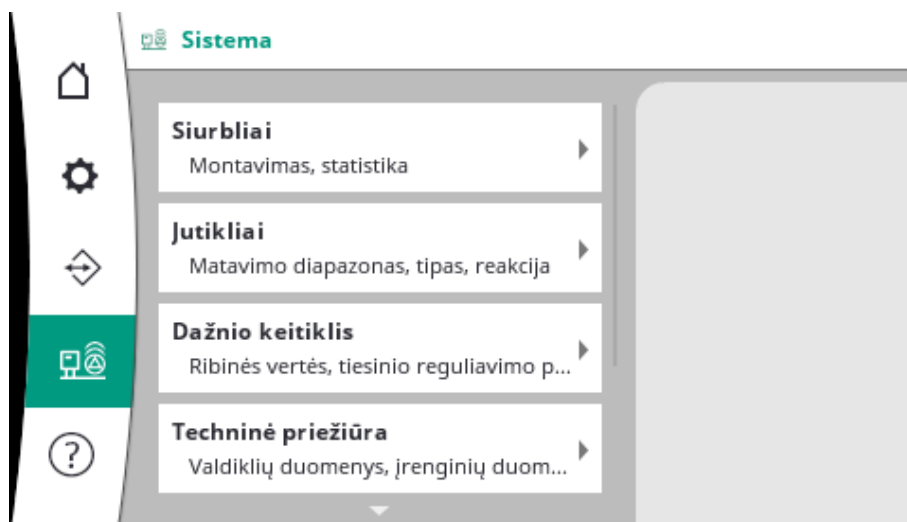 Sistema
Siurbliai
Montavimas, statistika
Jutikliai
Matavimo diapazonas, tipas, reakcija
Dažnio keitiklis
Ribinės vertės, tiesinio reguliavimo p...
Techninė priežiūra
Valdiklių duomenys, įrenginių duom...
?